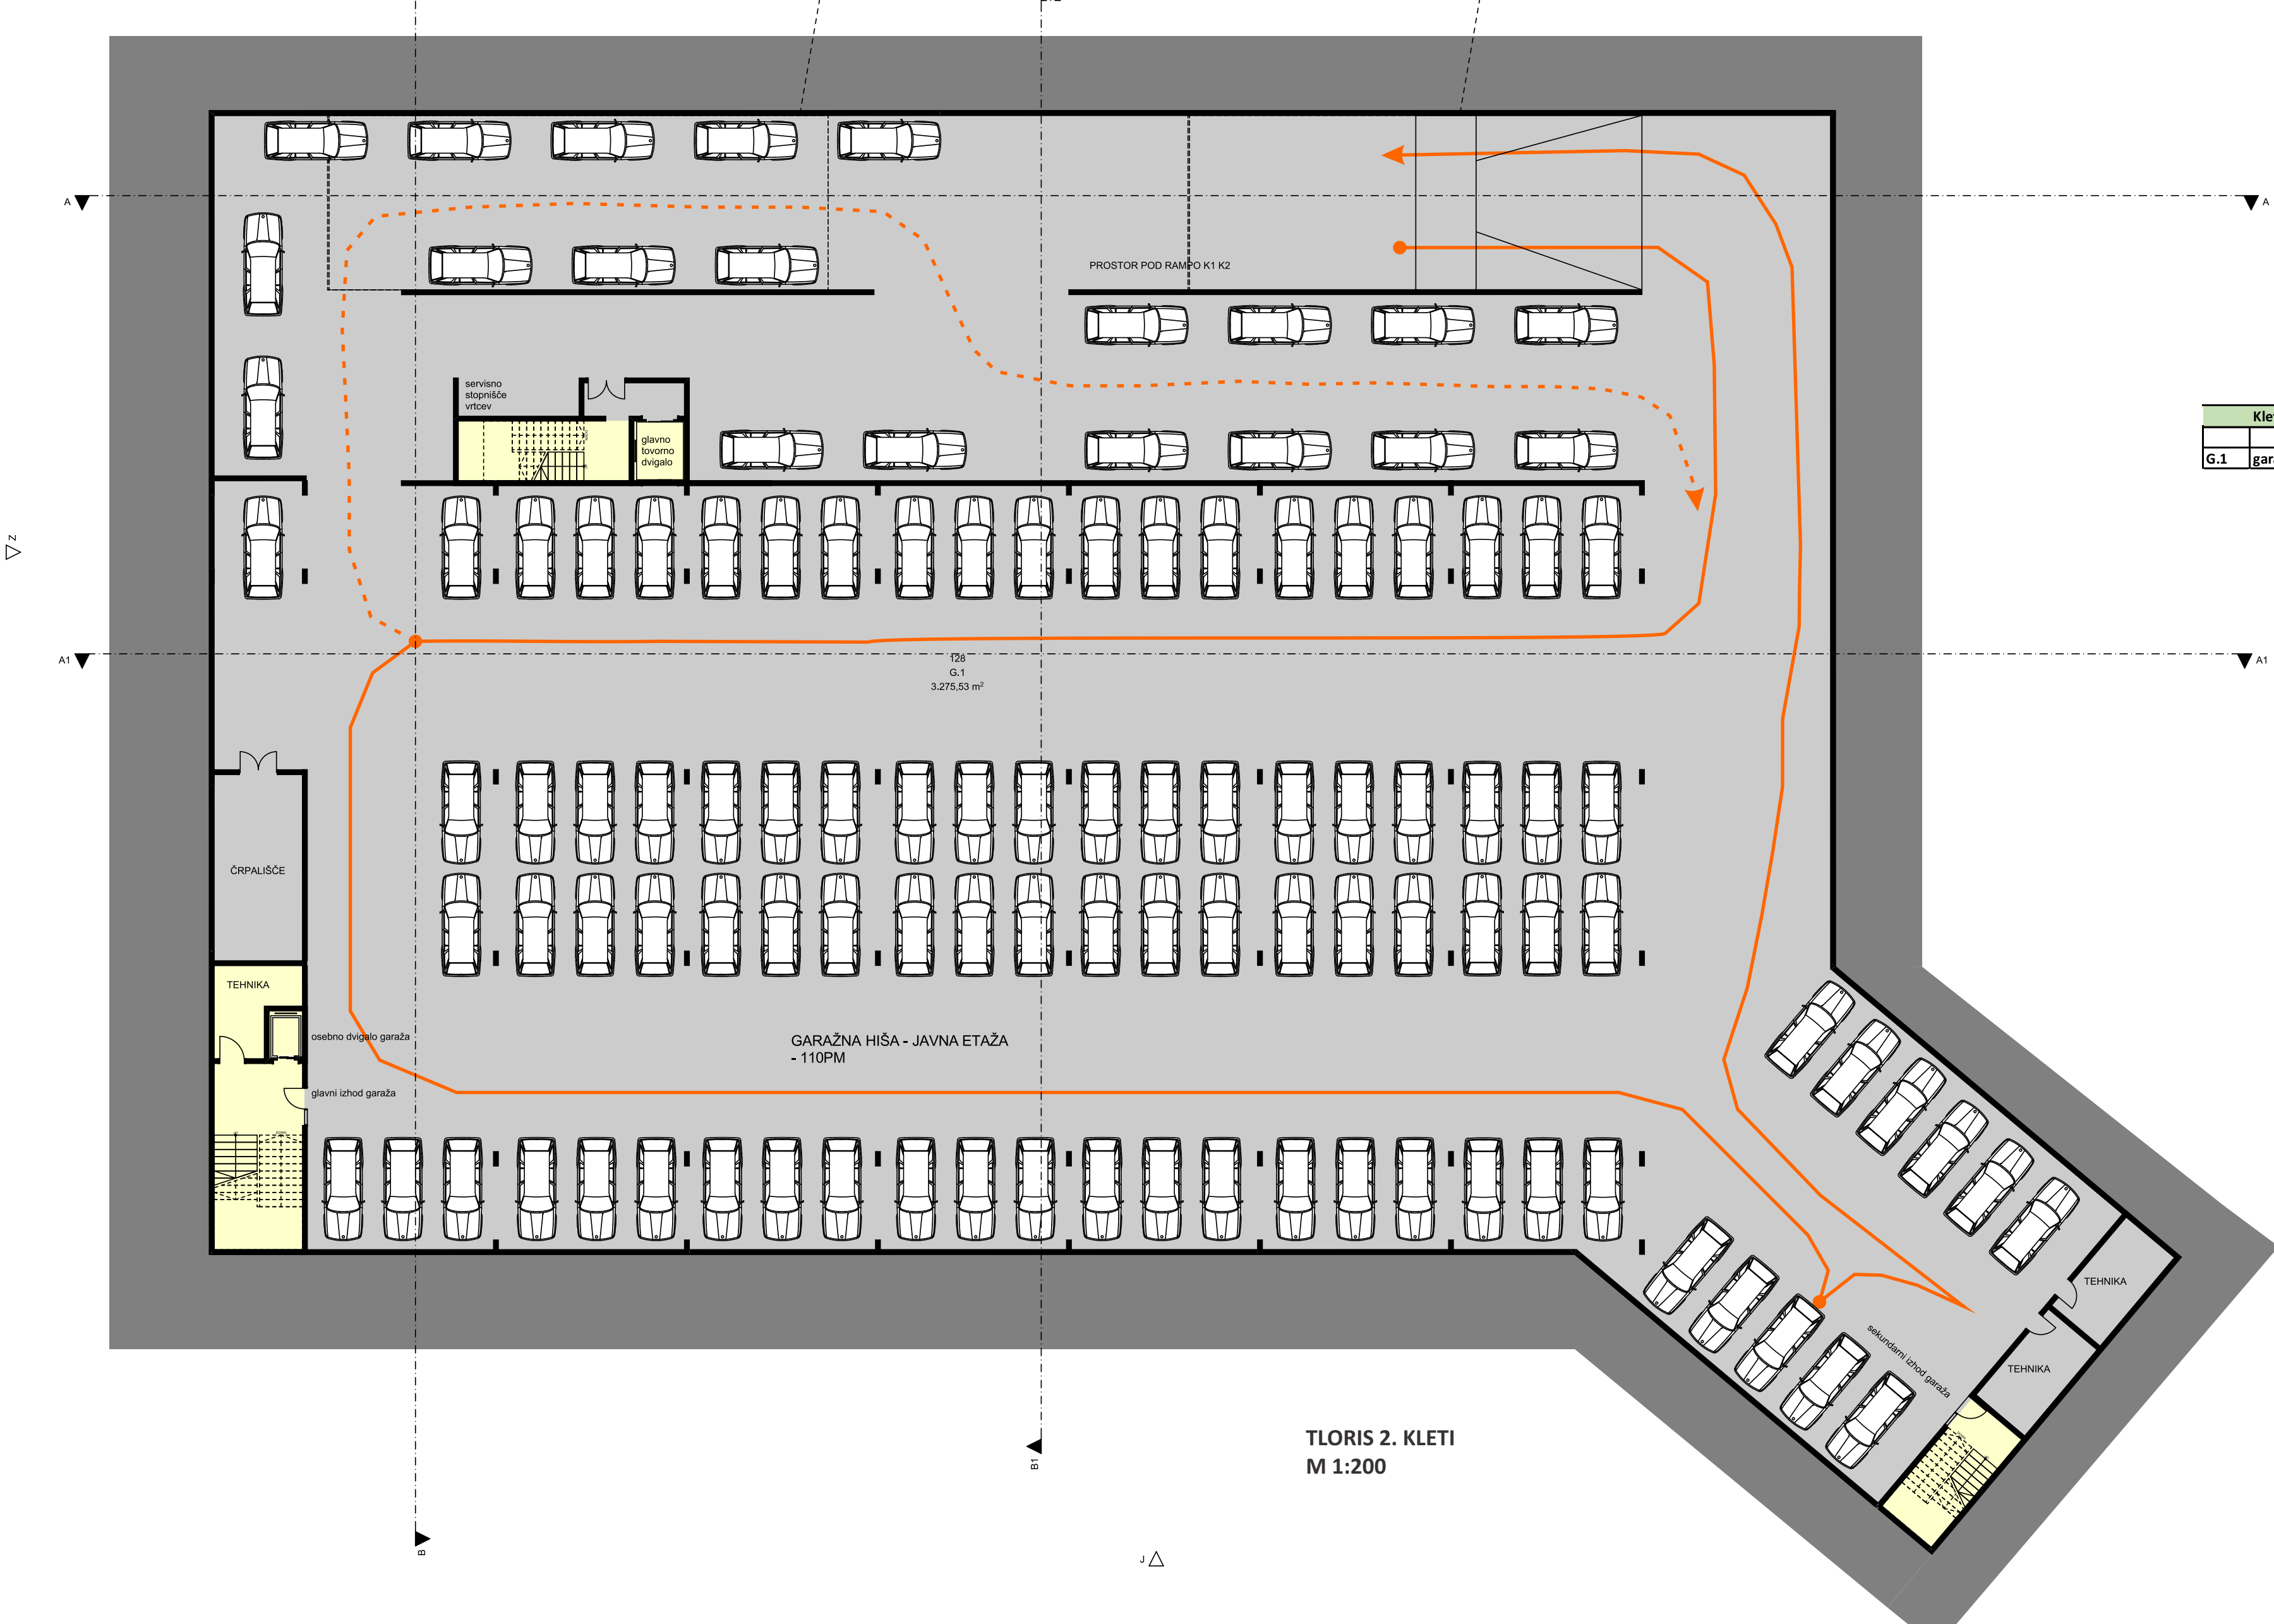 A
A
PROSTOR POD RAMPO K1 K2
servisno
stopnišče
vrtcev
glavno
tovorno
dvigalo
G.1
Z
A1
A1
128
G.1
3.275,53 m²
ČRPALIŠČE
TEHNIKA
osebno dvigalo garaža
GARAŽNA HIŠA - JAVNA ETAŽA
- 110PM
glavni izhod garaža
TEHNIKA
sekundarni izhod garaža
TEHNIKA
TLORIS 2. KLETI
M 1:200
B1
B
J